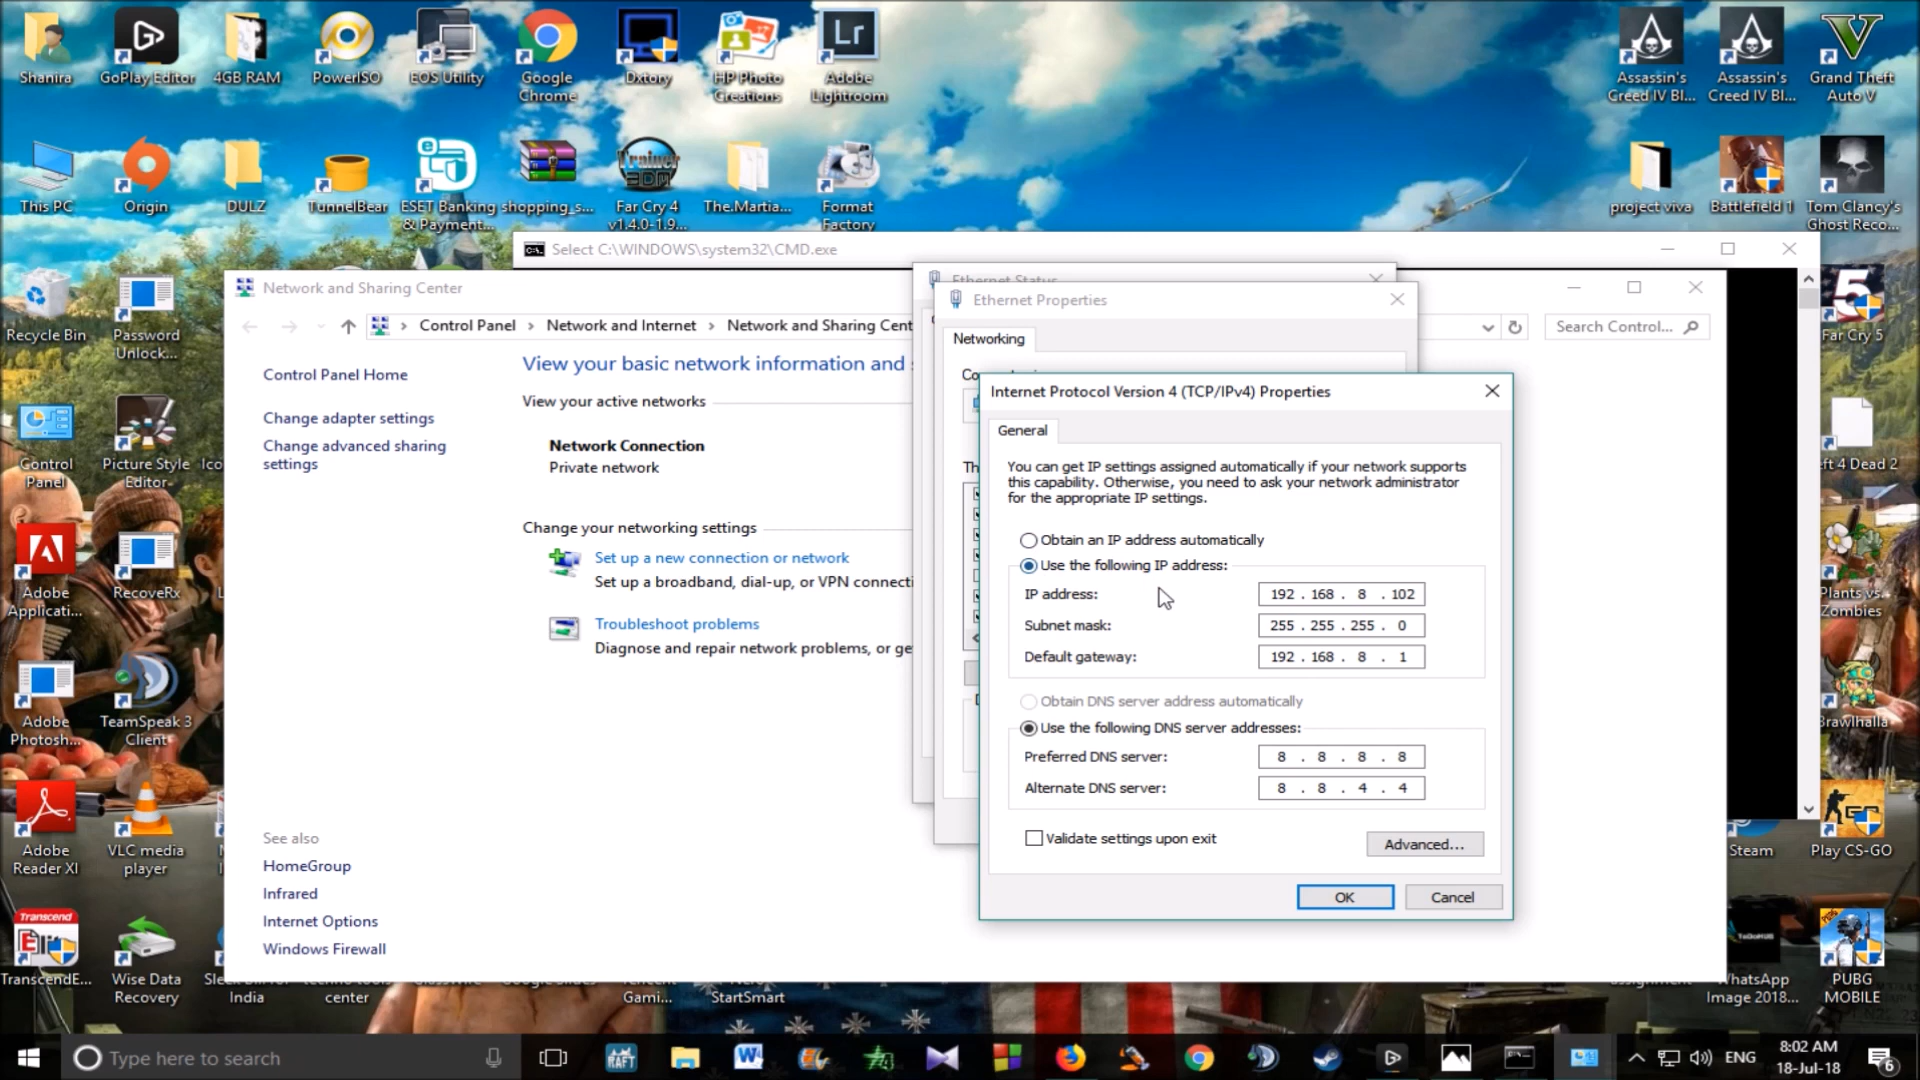 Shanira
GoPlay Editor
4GB RAM
PowerISO
EOS Utility
Google
Chrome
Dxtory
HP Photo
Creations
Lr
Adobe
Lightroom
Assassin's
Creed IV Bl...
Assassin's
Creed IV Bl...
Grand Theft
Auto V
This PC
Origin
DULZ
TunnelBear
ESET Banking
& Payment...
shopping_s...
Far Cry 4
v1.4.0-1.9...
The.Martia...
Format
Factory
project viva
Battlefield 1
Tom Clancy's
Ghost Reco...
Select C:\WINDOWS\system32\CMD.exe
Ethernet Status
Network and Sharing Center
Ethernet Properties
Control Panel
Network and Internet
Network and Sharing Cent
Search Control...
Networking
Recycle Bin
Password
Unlock...
Far Cry 5
Control Panel Home
Change adapter settings
Change advanced sharing
settings
View your basic network information and
View your active networks
Network Connection
Private network
Change your networking settings
Set up a new connection or network
Set up a broadband, dial-up, or VPN connecti
Troubleshoot problems
Diagnose and repair network problems, or ge
See also
HomeGroup
Infrared
Internet Options
Windows Firewall
Internet Protocol Version 4 (TCP/IPv4) Properties
General
You can get IP settings assigned automatically if your network supports
this capability. Otherwise, you need to ask your network administrator
for the appropriate IP settings.
Obtain an IP address automatically
Use the following IP address:
IP address:
192 . 168 . 8 . 102
Subnet mask:
255 . 255 . 255 . 0
Default gateway:
192 . 168 . 8 . 1
Obtain DNS server address automatically
Use the following DNS server addresses:
Preferred DNS server:
8 . 8 . 8 . 8
Alternate DNS server:
8 . 8 . 4 . 4
Validate settings upon exit
Advanced...
OK
Cancel
Control
Panel
Picture Style
Editor
Ico
eft 4 Dead 2
Adobe
Applicati...
RecoveRx
Plants vs.
Zombies
Adobe
Photosh...
TeamSpeak 3
Client
Brawlhalla
Adobe
Reader XI
VLC media
player
Steam
Play CS-GO
Transcend
TranscendE...
Wise Data
Recovery
India
center
Gami...
StartSmart
WhatsApp
Image 2018...
PUBG
MOBILE
Type here to search
ENG
8:02 AM
18-Jul-18
6